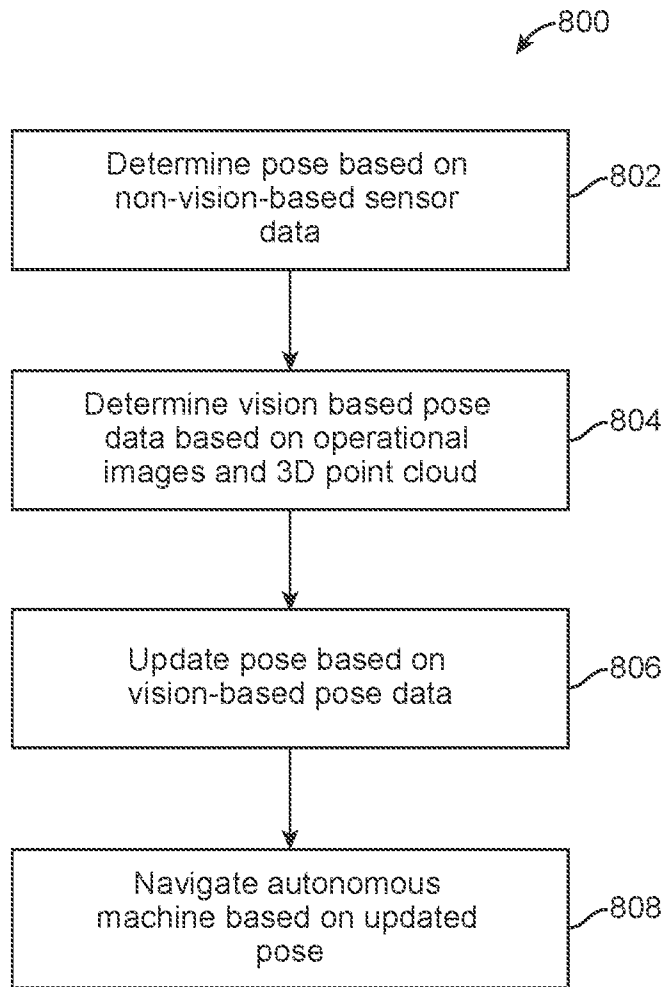 800
Determine pose based on
non-vision-based sensor
data
802
Determine vision based pose
data based on operational
images and 3D point cloud
804
Update pose based on
vision-based pose data
806
Navigate autonomous
machine based on updated
pose
808